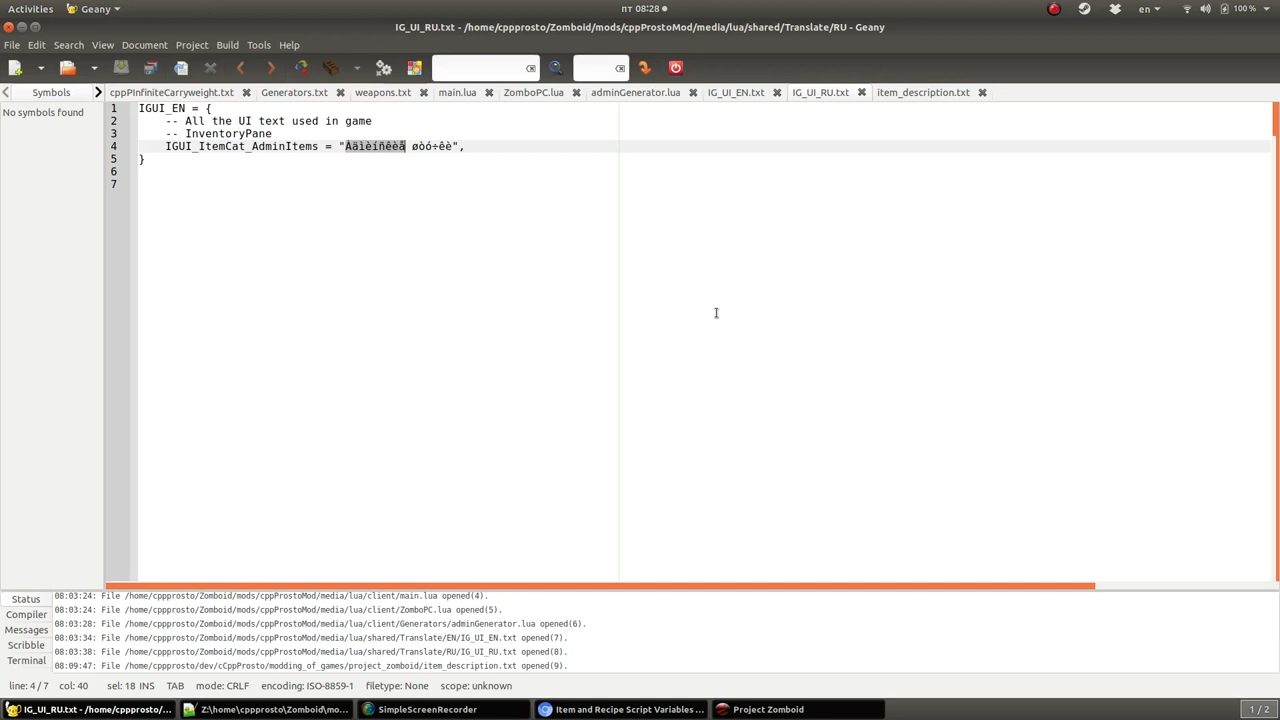 Activities Geany пт 08:28 en 100 %
IG_UI_RU.txt - /home/cppprosto/Zomboid/mods/cppProstoMod/media/lua/shared/Translate/RU - Geany
File Edit Search View Document Project Build Tools Help
Symbols cppPInfiniteCarryweight.txt Generators.txt weapons.txt main.lua ZomboPC.lua adminGenerator.lua IG_UI_EN.txt IG_UI_RU.txt item_description.txt
No symbols found
1 IGUI_EN = {
2 -- All the UI text used in game
3 -- InventoryPane
4 IGUI_ItemCat_AdminItems = "Àäìèíñêèå øòó÷êè",
5 }
6
7
Status
Compiler
Messages
Scribble
Terminal
08:03:24: File /home/cppprosto/Zomboid/mods/cppProstoMod/media/lua/client/main.lua opened(4).
08:03:24: File /home/cppprosto/Zomboid/mods/cppProstoMod/media/lua/client/ZomboPC.lua opened(5).
08:03:28: File /home/cppprosto/Zomboid/mods/cppProstoMod/media/lua/client/Generators/adminGenerator.lua opened(6).
08:03:34: File /home/cppprosto/Zomboid/mods/cppProstoMod/media/lua/shared/Translate/EN/IG_UI_EN.txt opened(7).
08:03:38: File /home/cppprosto/Zomboid/mods/cppProstoMod/media/lua/shared/Translate/RU/IG_UI_RU.txt opened(8).
08:09:47: File /home/cppprosto/dev/cCppProsto/modding_of_games/project_zomboid/item_description.txt opened(9).
line: 4 / 7 col: 40 sel: 18 INS TAB mode: CRLF encoding: ISO-8859-1 filetype: None scope: unknown
IG_UI_RU.txt - /home/cppprosto/... Z:\home\cppprosto\Zomboid\mo... SimpleScreenRecorder Item and Recipe Script Variables ... Project Zomboid 1 / 2